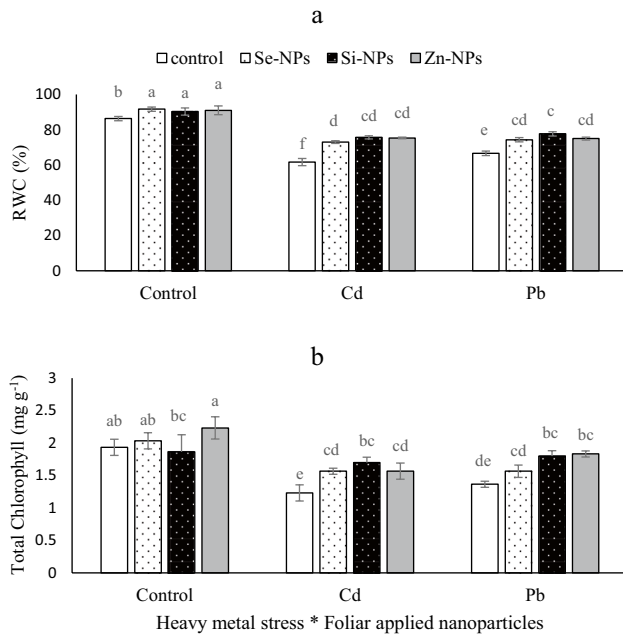 a
control Se-NPs Si-NPs Zn-NPs
100
80
60
40
20
0
RWC (%)
b a a a
f d cd cd
e cd c cd
Control Cd Pb
b
3
2.5
2
1.5
1
0.5
0
Total Chlorophyll (mg g-1)
ab ab bc a
e cd bc cd
de cd bc bc
Control Cd Pb
Heavy metal stress * Foliar applied nanoparticles